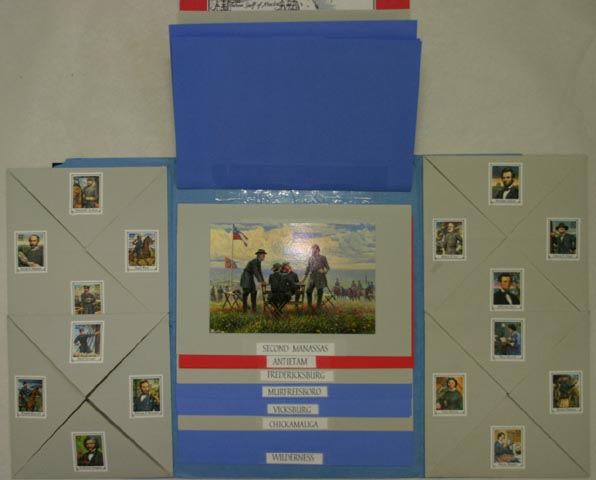 SECOND MANASSAS
ANTIETAM
FREDERICKSBURG
MURFREESBORO
VICKSBURG
CHICKAMAUGA
WILDERNESS